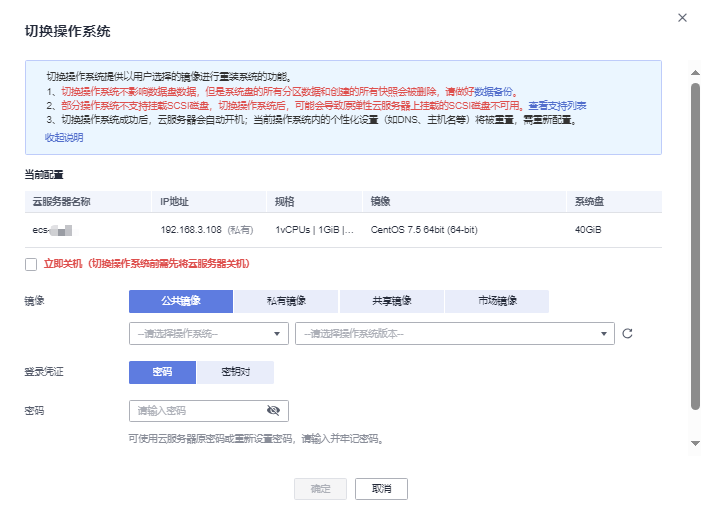 切换操作系统
切换操作系统提供以用户选择的镜像进行重装系统的功能。
1、切换操作系统不影响数据盘数据，但是系统盘的所有分区数据和创建的所有快照会被删除，请做好数据备份。
2、部分操作系统不支持挂载SCSI磁盘，切换操作系统后，可能会导致原弹性云服务器上挂载的SCSI磁盘不可用。查看支持列表
3、切换操作系统成功后，云服务器会自动开机；当前操作系统内的个性化设置（如DNS、主机名等）将被重置，需重新配置。
收起说明
当前配置
云服务器名称 IP地址 规格 镜像 系统盘
ecs- 192.168.3.108 (私有) 1vCPUs | 1GiB |... CentOS 7.5 64bit (64-bit) 40GiB
立即关机（切换操作系统前需先将云服务器关机）
镜像 公共镜像 私有镜像 共享镜像 市场镜像
--请选择操作系统-- --请选择操作系统版本--
登录凭证 密码 密钥对
密码 请输入密码
可使用云服务器原密码或重新设置密码，请输入并牢记密码。
确定 取消